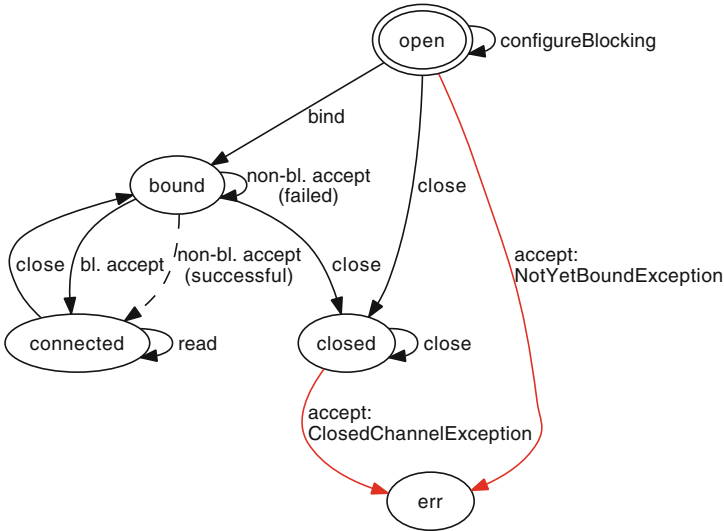 open
configureBlocking
bind
bound
non-bl. accept
(failed)
close
close
bl. accept
non-bl. accept
(successful)
close
accept:
NotYetBoundException
connected
read
closed
close
accept:
ClosedChannelException
err